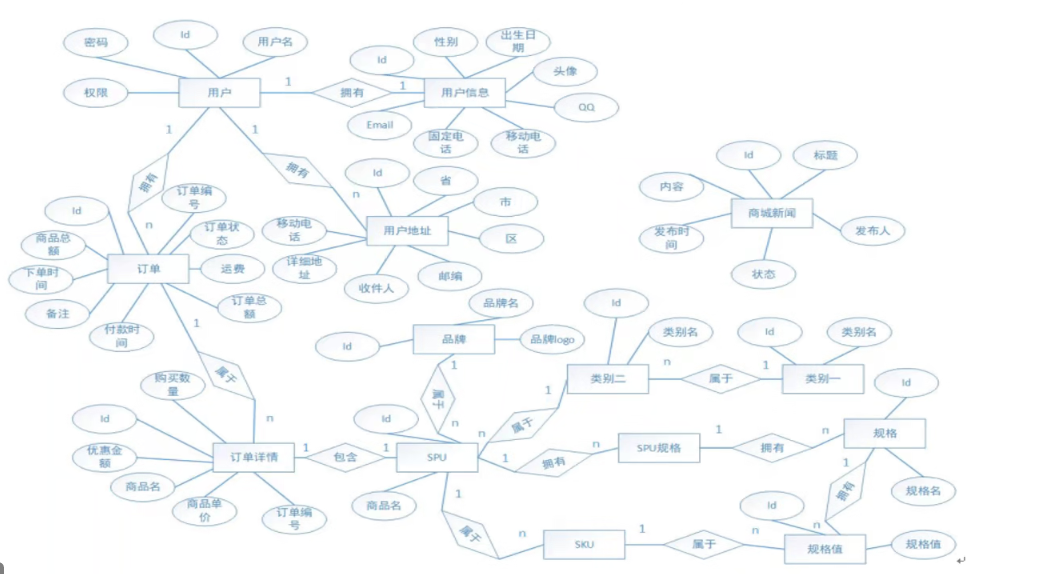 密码
Id
用户名
权限
用户
1
拥有
1
用户信息
Id
性别
出生日
期
头像
QQ
Email
固定电
话
移动电
话
1
1
拥有
拥有
n
n
Id
省
市
区
邮编
收件人
详细地
址
移动电
话
用户地址
Id
标题
内容
商城新闻
发布时
间
发布人
状态
Id
订单编
号
商品总
额
订单状
态
下单时
间
订单
运费
备注
付款时
间
订单总
额
1
属于
n
品牌名
Id
品牌
品牌logo
1
属于
n
Id
类别名
类别二
n
属于
1
类别一
Id
类别名
1
属于
n
购买数
量
Id
优惠金
额
订单详情
商品名
商品单
价
订单编
号
1
包含
1
Id
SPU
商品名
1
拥有
n
SPU规格
1
拥有
n
规格
Id
规格名
1
拥有
n
1
属于
n
SKU
1
属于
n
Id
规格值
规格值